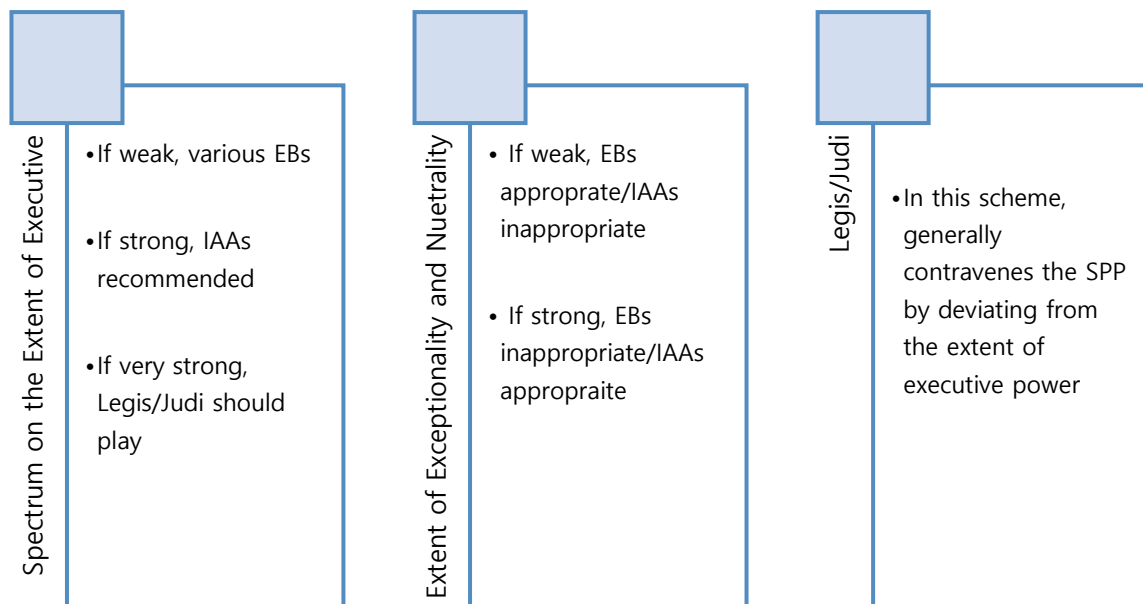 Spectrum on the Extent of Executive
•If weak, various EBs
•If strong, IAAs
recommended
•If very strong,
Legis/Judi should
play
Extent of Exceptionality and Nuetrality
• If weak, EBs
approprate/IAAs
inappropriate
• If strong, EBs
inappropriate/IAAs
appropraite
Legis/Judi
•In this scheme,
generally
contravenes the SPP
by deviating from
the extent of
executive power